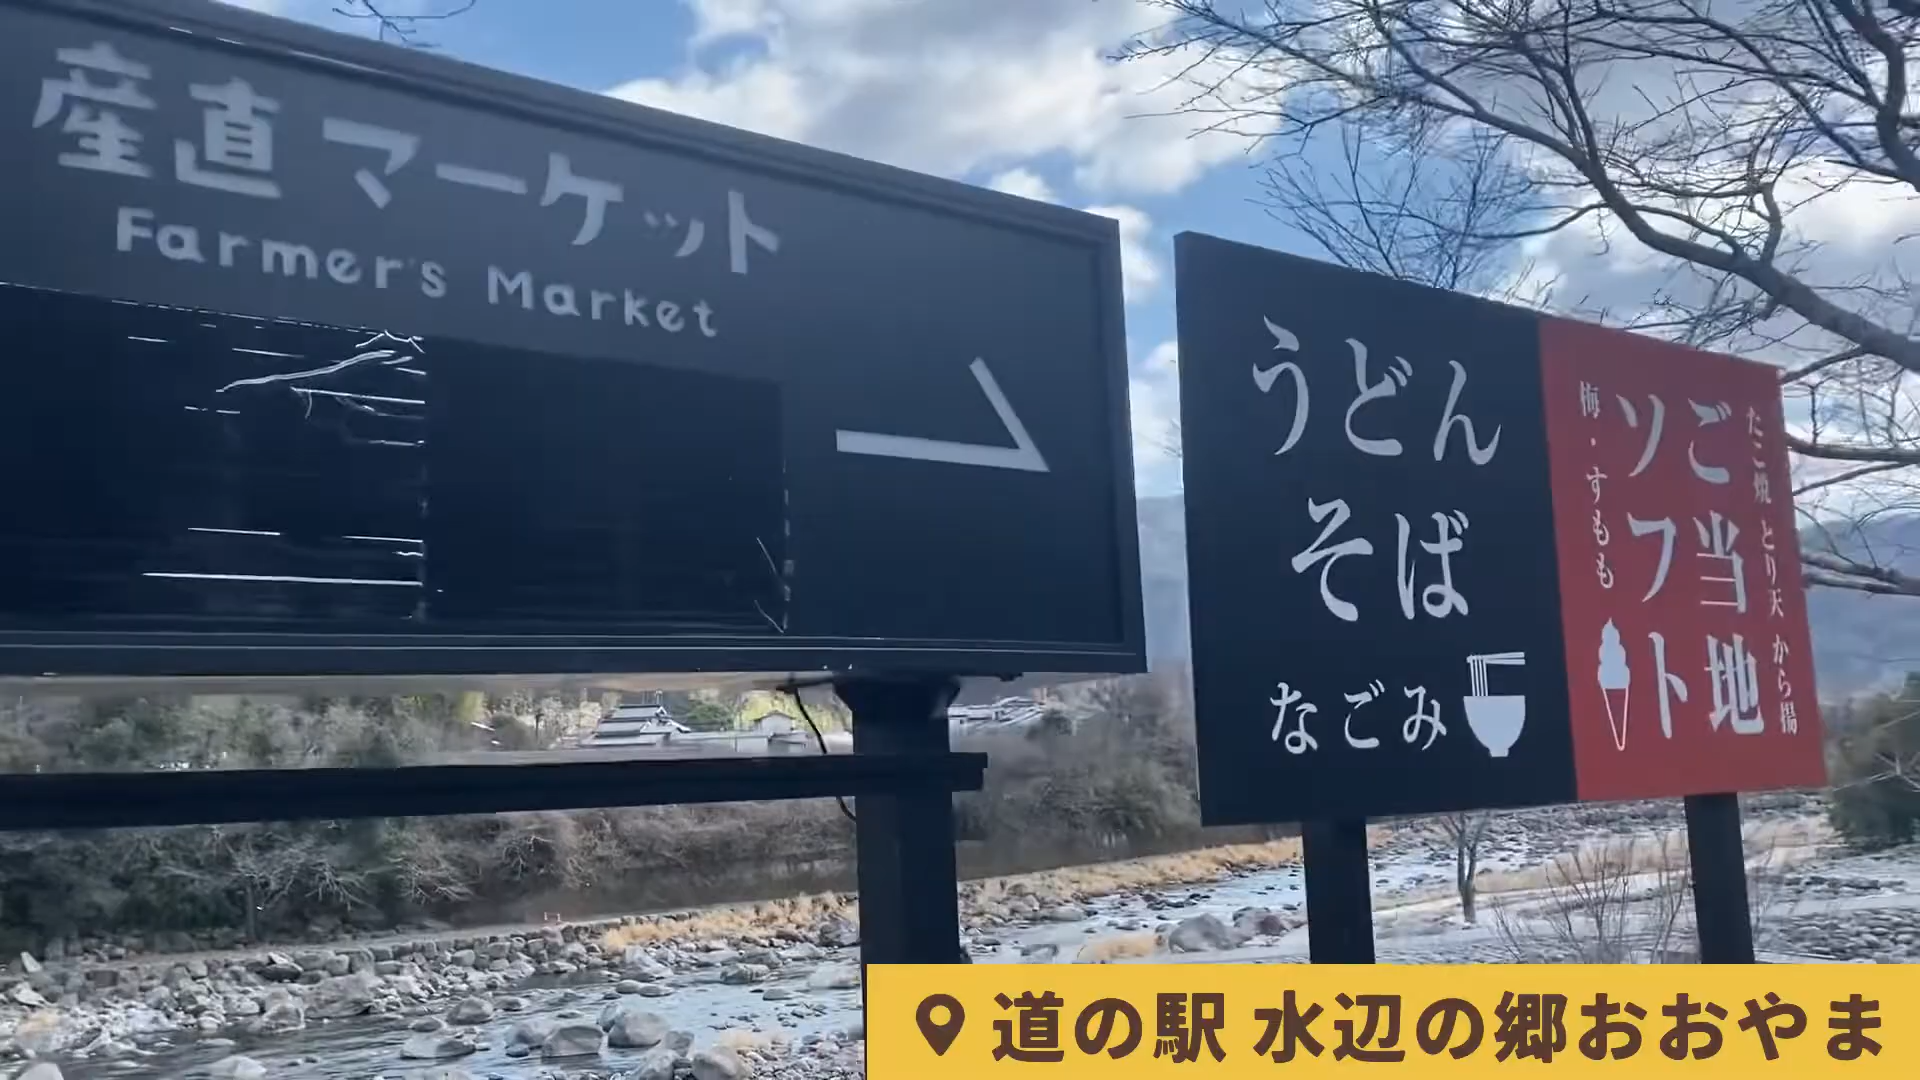 産直マーケット
Farmer's Market
うどん
そば
なごみ
たこ焼 とり天 から揚
ご当地
ソフト
梅・すもも
道の駅 水辺の郷おおやま